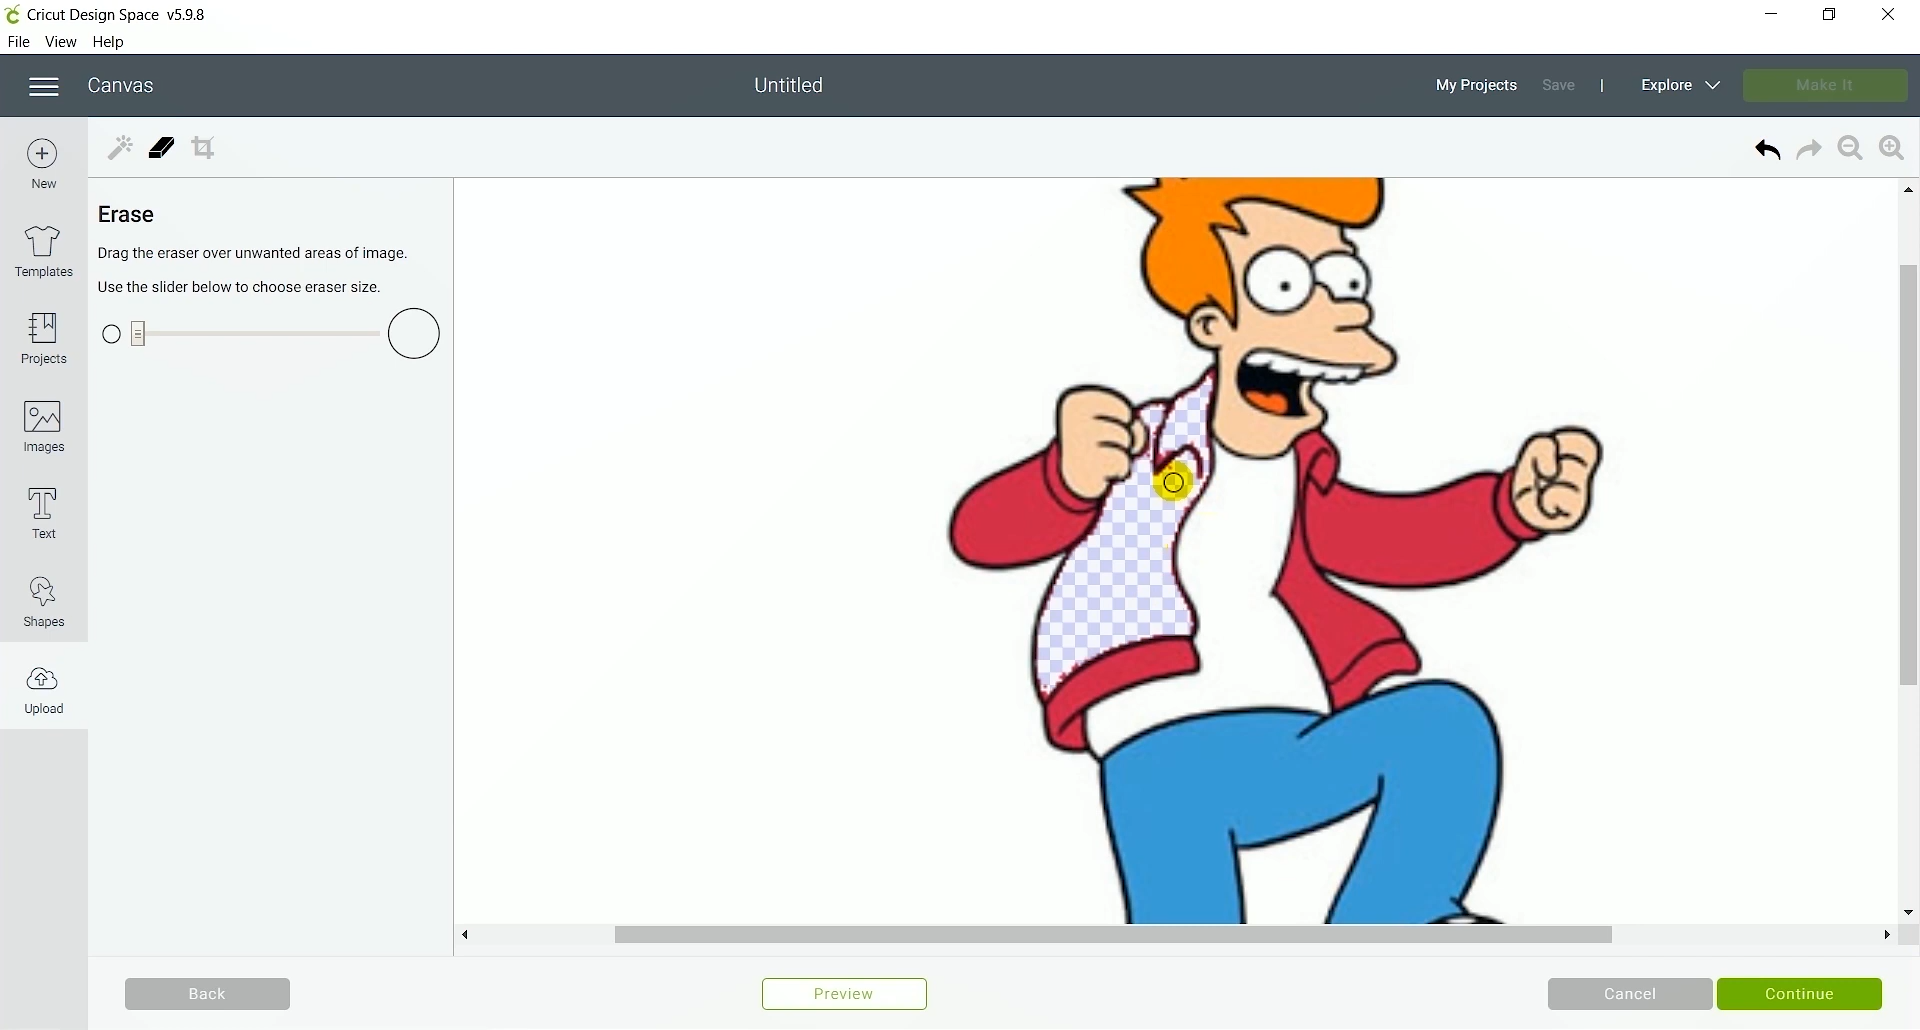 Cricut Design Space v5.9.8
File View Help
Canvas
Untitled
My Projects Save | Explore Make It
New
Templates
Projects
Images
Text
Shapes
Upload
Erase
Drag the eraser over unwanted areas of image.
Use the slider below to choose eraser size.
Back
Preview
Cancel
Continue